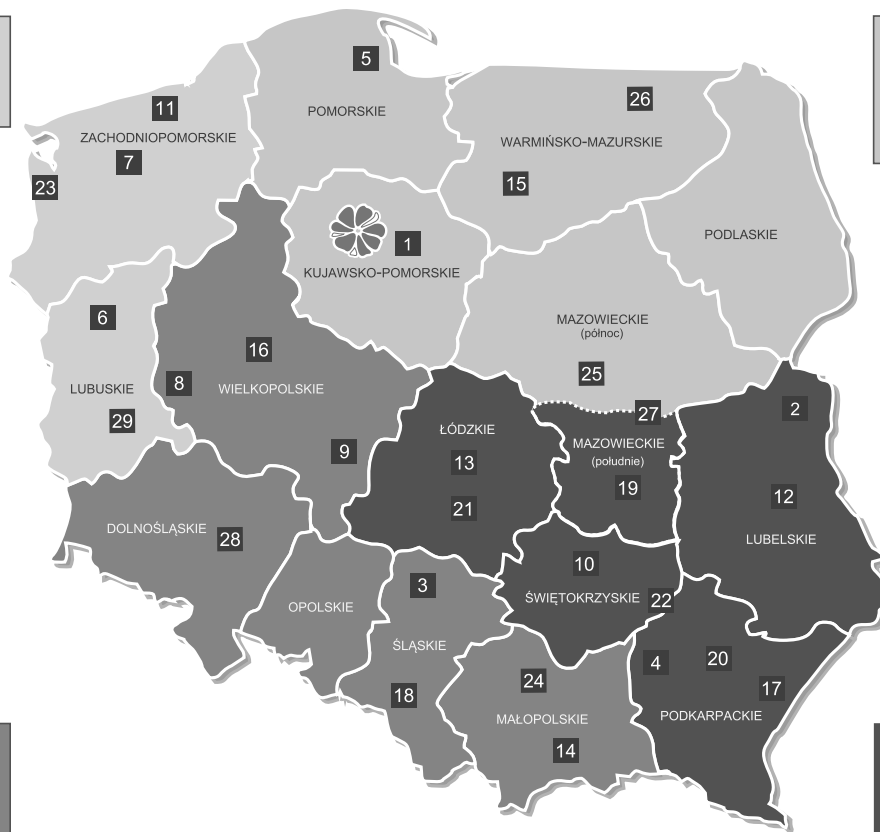 5
26
11
POMORSKIE
ZACHODNIOPOMORSKIE
WARMIŃSKO-MAZURSKIE
7
23
15
PODLASKIE
1
KUJAWSKO-POMORSKIE
6
MAZOWIECKIE
(północ)
16
25
8
WIELKOPOLSKIE
LUBUSKIE
29
27
2
ŁÓDZKIE
MAZOWIECKIE
(południe)
9
13
19
12
21
DOLNOŚLĄSKIE
28
LUBELSKIE
10
3
ŚWIĘTOKRZYSKIE
22
OPOLSKIE
ŚLĄSKIE
4
20
24
17
18
MAŁOPOLSKIE
PODKARPACKIE
14